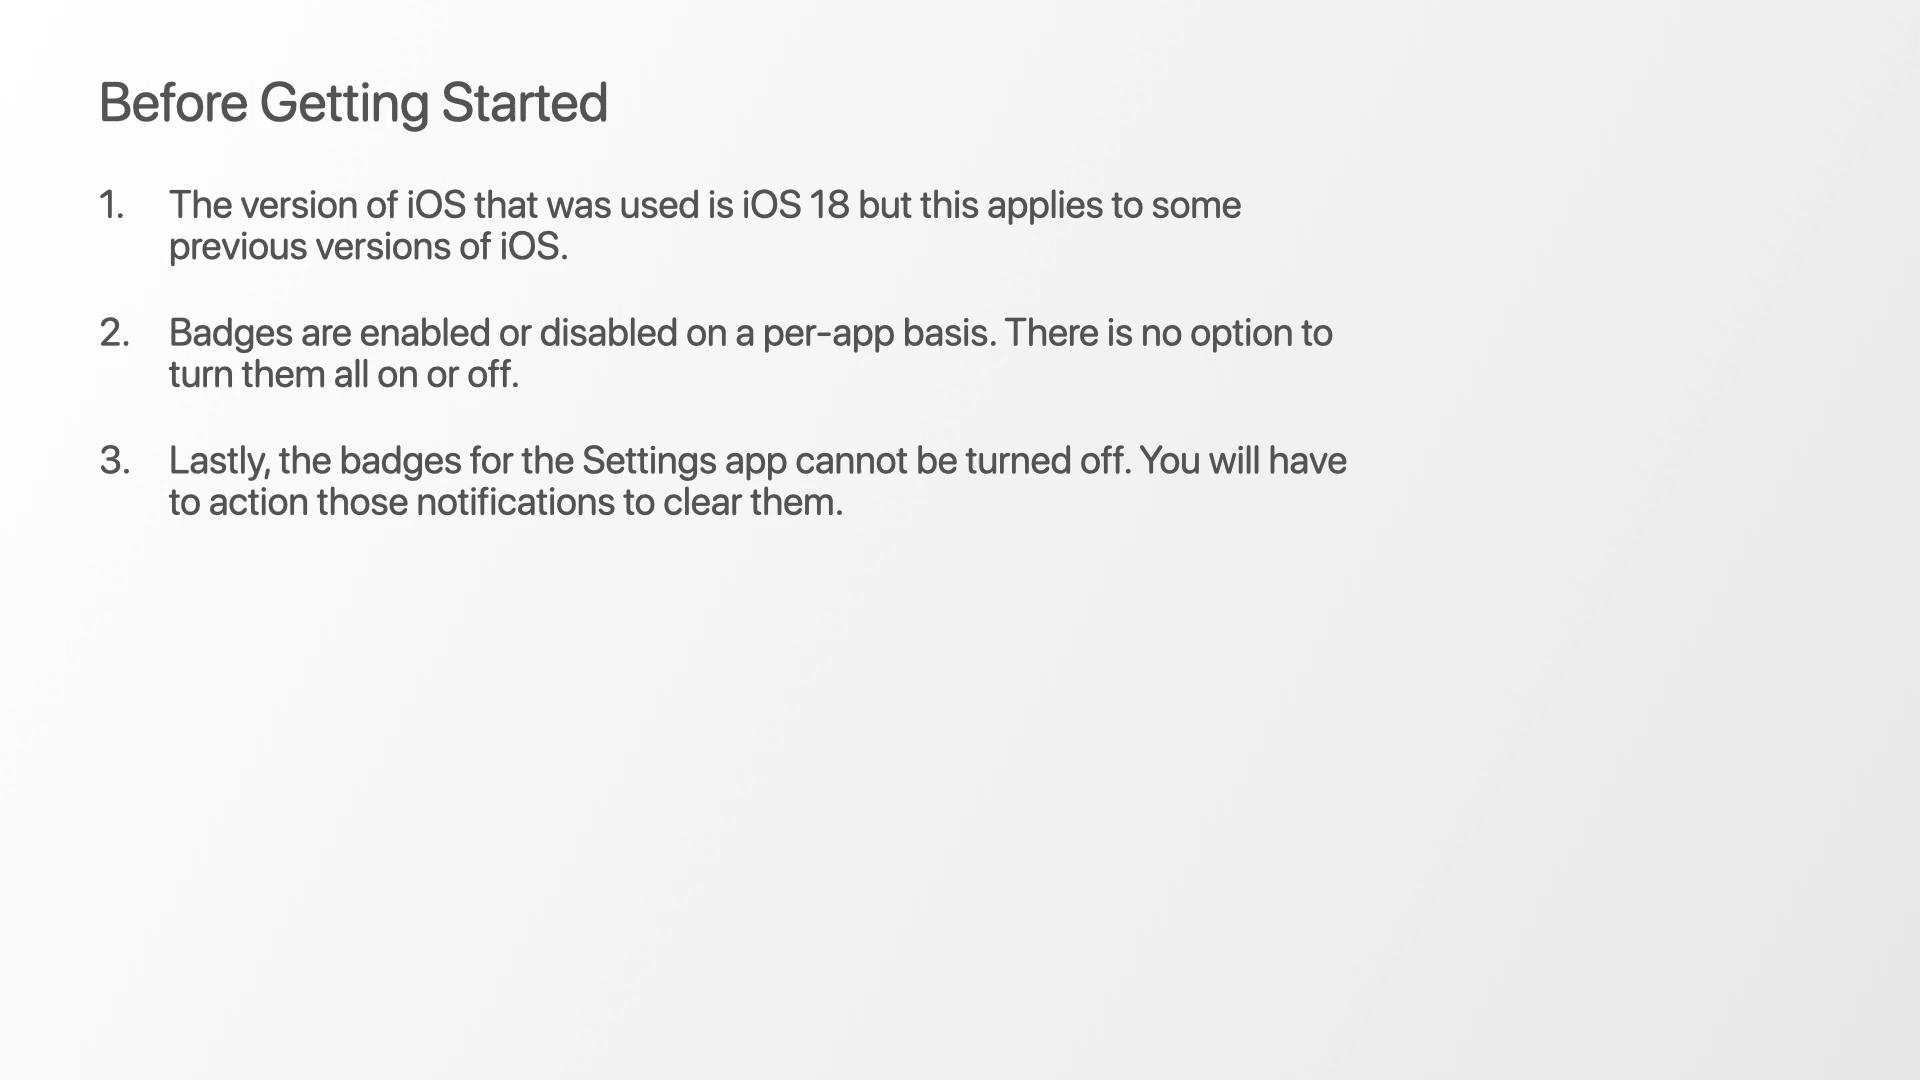 Before Getting Started
1. The version of iOS that was used is iOS 18 but this applies to some
previous versions of iOS.
2. Badges are enabled or disabled on a per-app basis. There is no option to
turn them all on or off.
3. Lastly, the badges for the Settings app cannot be turned off. You will have
to action those notifications to clear them.